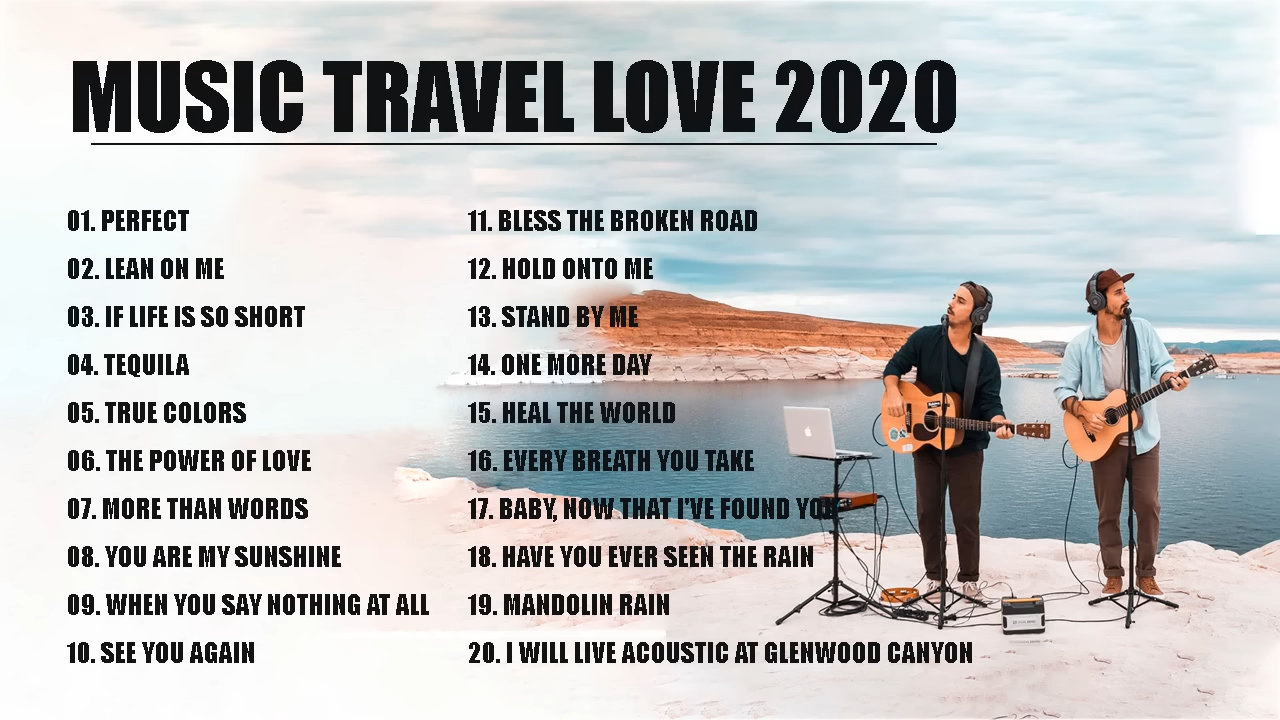 MUSIC TRAVEL LOVE 2020
01. PERFECT
02. LEAN ON ME
03. IF LIFE IS SO SHORT
04. TEQUILA
05. TRUE COLORS
06. THE POWER OF LOVE
07. MORE THAN WORDS
08. YOU ARE MY SUNSHINE
09. WHEN YOU SAY NOTHING AT ALL
10. SEE YOU AGAIN
11. BLESS THE BROKEN ROAD
12. HOLD ONTO ME
13. STAND BY ME
14. ONE MORE DAY
15. HEAL THE WORLD
16. EVERY BREATH YOU TAKE
17. BABY, NOW THAT I'VE FOUND YOU
18. HAVE YOU EVER SEEN THE RAIN
19. MANDOLIN RAIN
20. I WILL LIVE ACOUSTIC AT GLENWOOD CANYON